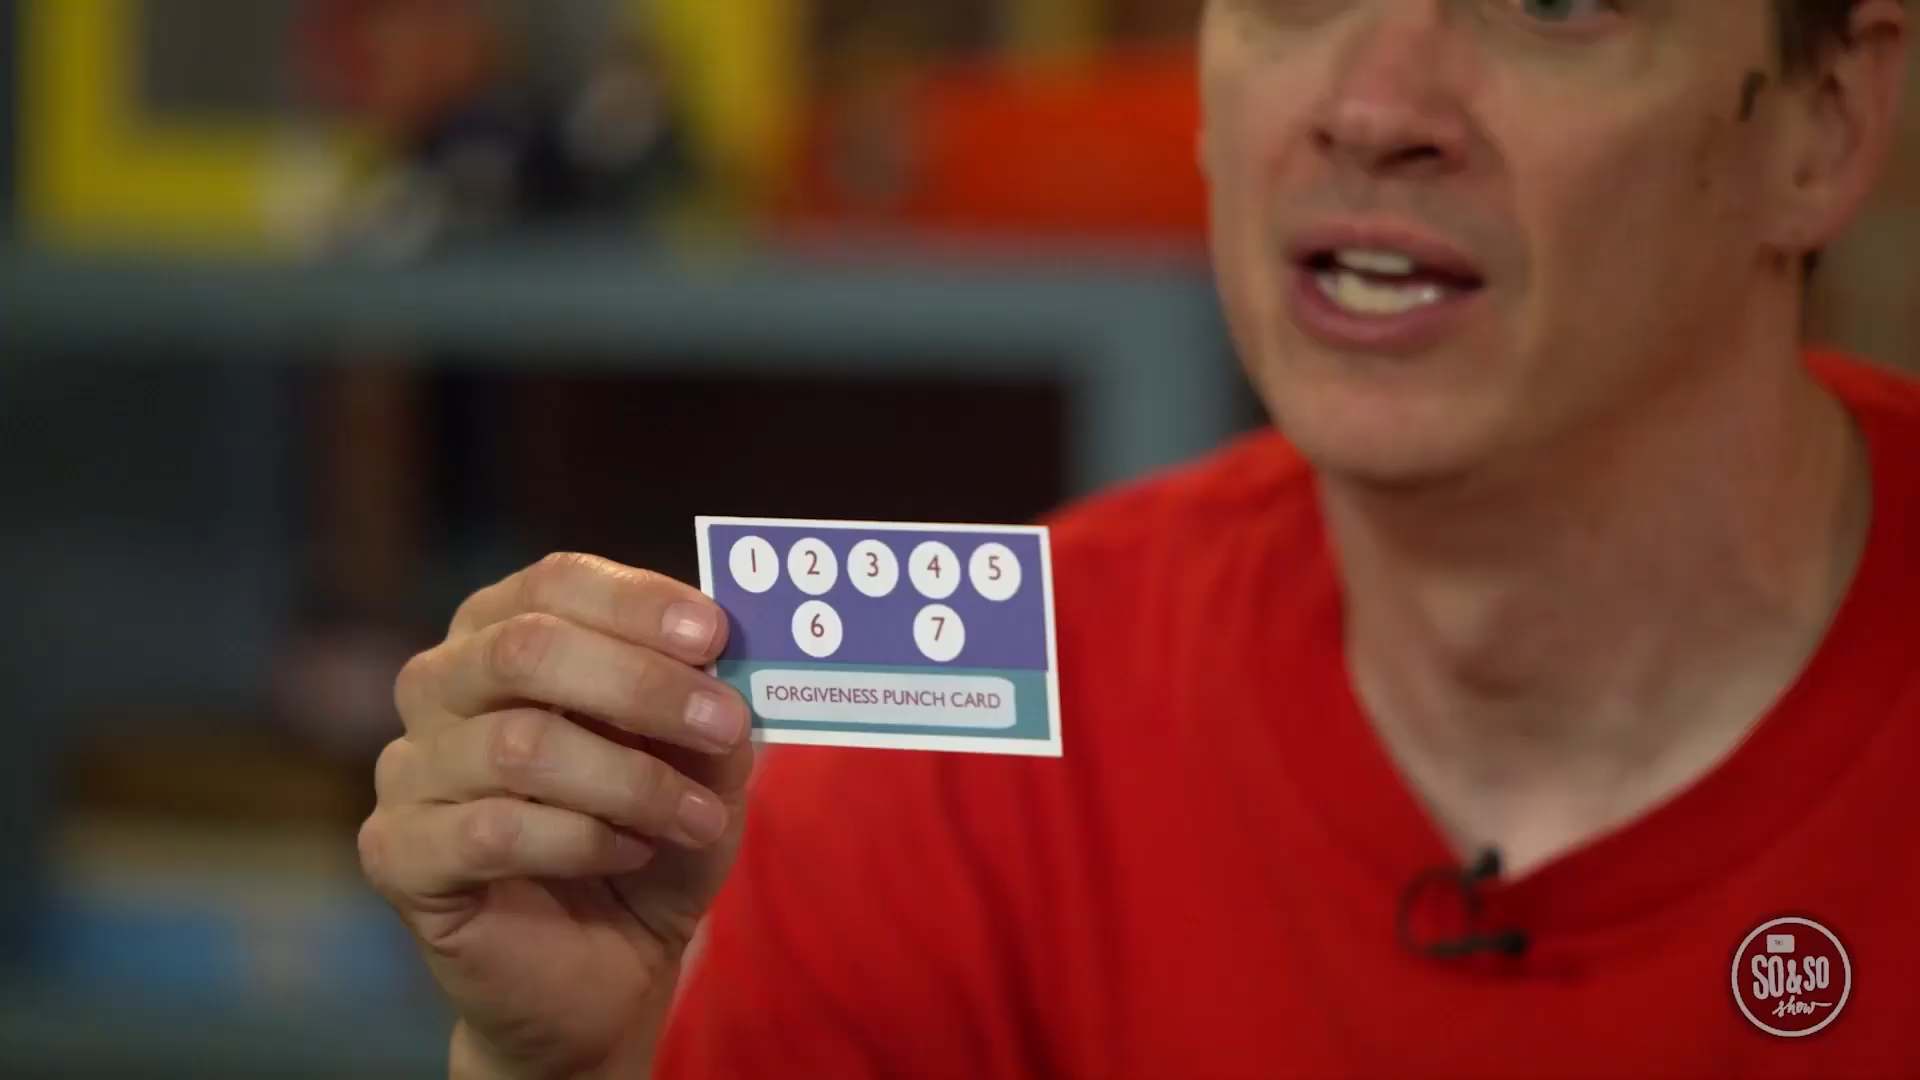 1 2 3 4 5
6 7
FORGIVENESS PUNCH CARD
SO & SO
show